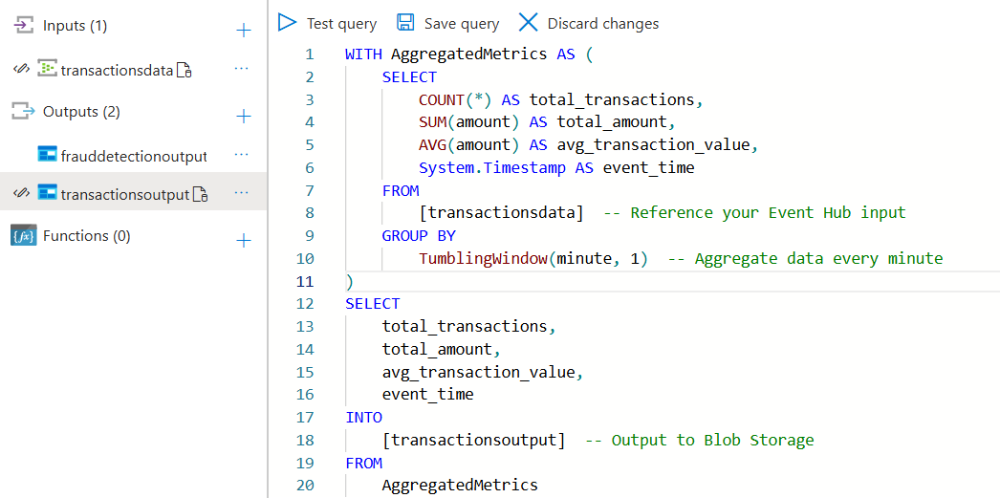 Inputs (1)
transactionsdata
Outputs (2)
frauddetectionoutput
transactionsoutput
{fx}
Functions (0)
Test query   Save query   Discard changes
1 WITH AggregatedMetrics AS (
2     SELECT
3         COUNT(*) AS total_transactions,
4         SUM(amount) AS total_amount,
5         AVG(amount) AS avg_transaction_value,
6         System.Timestamp AS event_time
7     FROM
8         [transactionsdata]  -- Reference your Event Hub input
9     GROUP BY
10         TumblingWindow(minute, 1)  -- Aggregate data every minute
11 )
12 SELECT
13     total_transactions,
14     total_amount,
15     avg_transaction_value,
16     event_time
17 INTO
18     [transactionsoutput]  -- Output to Blob Storage
19 FROM
20     AggregatedMetrics